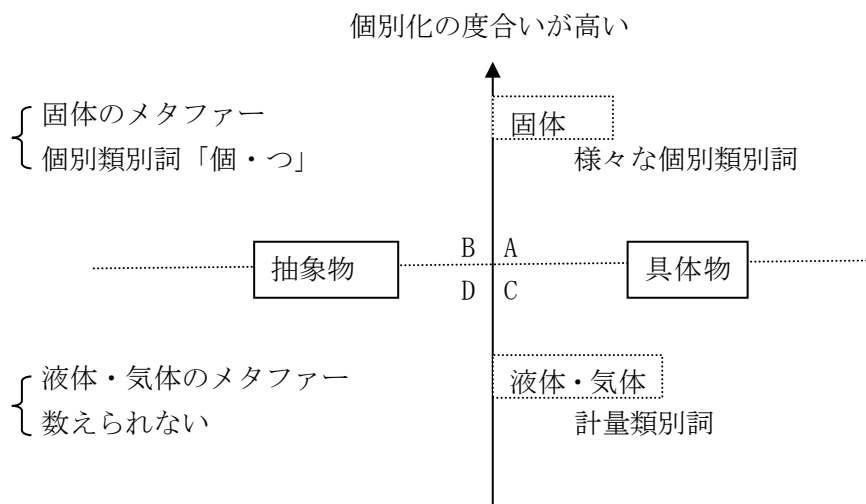 個別化の度合いが高い
固体のメタファー
個別類別詞「個・つ」
固体
様々な個別類別詞
B A
抽象物
具体物
D C
液体・気体のメタファー
数えられない
液体・気体
計量類別詞